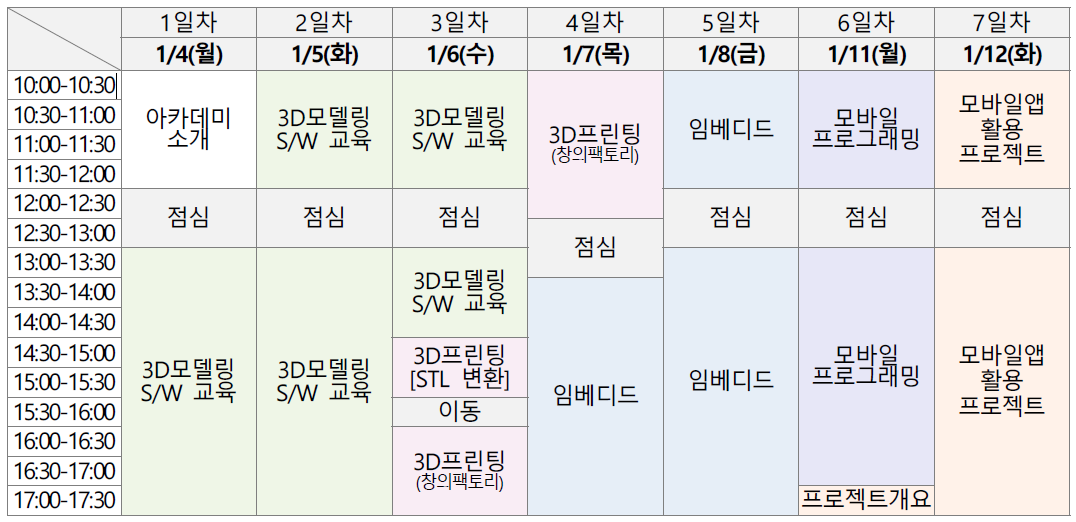 1일차 2일차 3일차 4일차 5일차 6일차 7일차
1/4(월) 1/5(화) 1/6(수) 1/7(목) 1/8(금) 1/11(월) 1/12(화)
10:00-10:30
10:30-11:00
11:00-11:30
11:30-12:00
12:00-12:30
12:30-13:00
13:00-13:30
13:30-14:00
14:00-14:30
14:30-15:00
15:00-15:30
15:30-16:00
16:00-16:30
16:30-17:00
17:00-17:30
아카데미
소개
점심
3D모델링
S/W 교육
3D모델링
S/W 교육
점심
3D모델링
S/W 교육
3D모델링
S/W 교육
점심
3D모델링
S/W 교육
3D프린팅
[STL 변환]
이동
3D프린팅
(창의팩토리)
3D프린팅
(창의팩토리)
점심
임베디드
임베디드
점심
임베디드
모바일
프로그래밍
점심
모바일
프로그래밍
프로젝트개요
모바일앱
활용
프로젝트
점심
모바일앱
활용
프로젝트